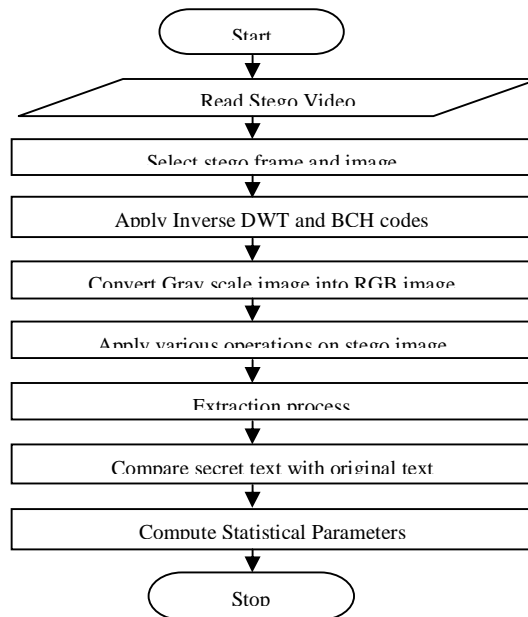 Start
Read Stego Video
Select stego frame and image
Apply Inverse DWT and BCH codes
Convert Gray scale image into RGB image
Apply various operations on stego image
Extraction process
Compare secret text with original text
Compute Statistical Parameters
Stop